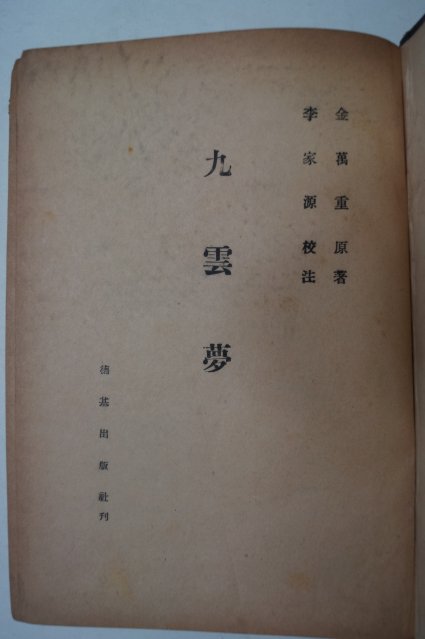 金萬重原著
李家源校注
九雲夢
德基出版社刊